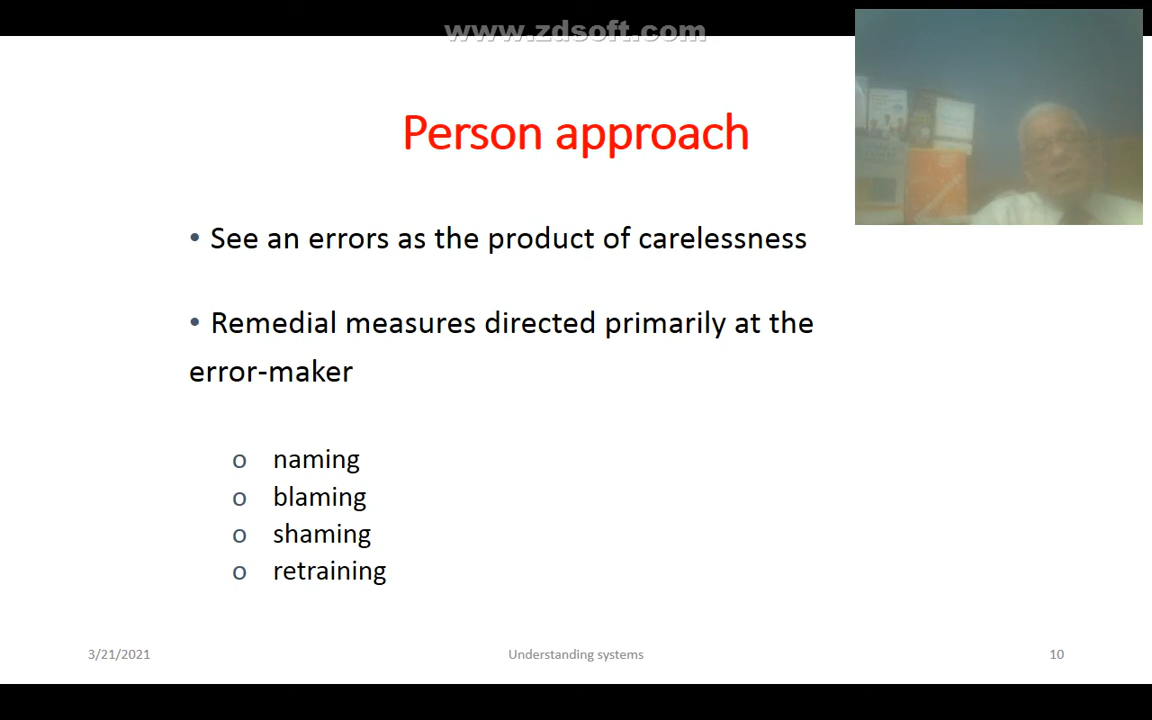 www.zdsoft.com
Person approach
• See an errors as the product of carelessness
• Remedial measures directed primarily at the
error-maker
o naming
o blaming
o shaming
o retraining
3/21/2021
Understanding systems
10